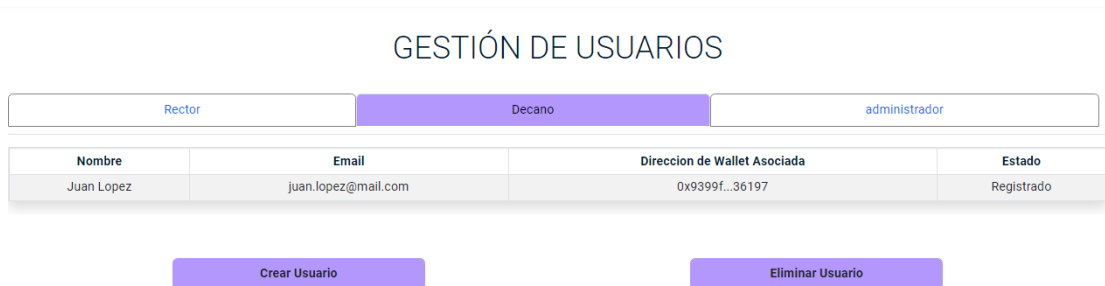 GESTIÓN DE USUARIOS
Rector Decano administrador
Nombre Email Direccion de Wallet Asociada Estado
Juan Lopez juan.lopez@mail.com 0x9399f...36197 Registrado
Crear Usuario Eliminar Usuario